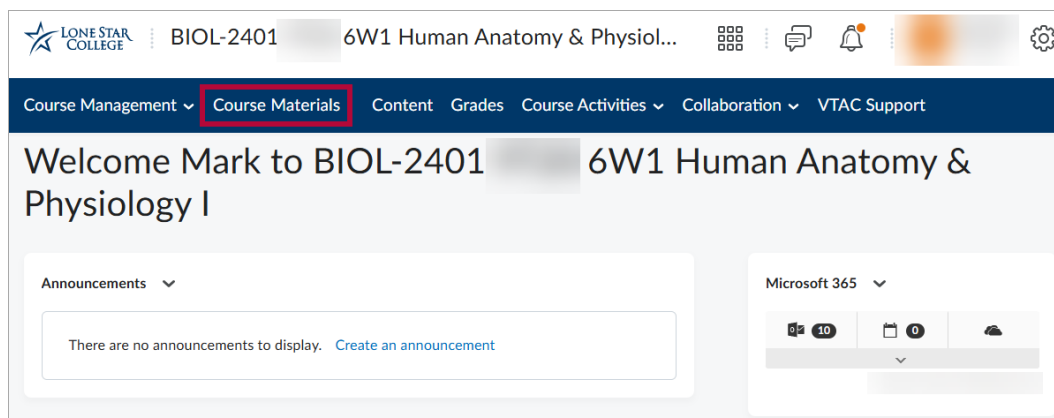 LONE STAR
COLLEGE
BIOL-2401 6W1 Human Anatomy & Physiol...
Course Management Course Materials Content Grades Course Activities Collaboration VTAC Support
Welcome Mark to BIOL-2401 6W1 Human Anatomy &
Physiology I
Announcements
There are no announcements to display. Create an announcement
Microsoft 365
10 0